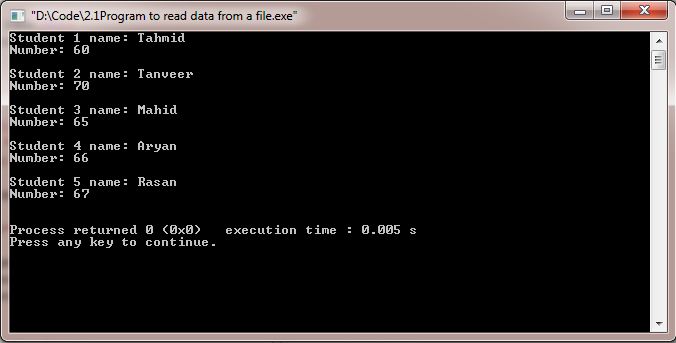 "D:\Code\2.1Program to read data from a file.exe"
Student 1 name: Tahmid
Number: 60
Student 2 name: Tanveer
Number: 70
Student 3 name: Mahid
Number: 65
Student 4 name: Aryan
Number: 66
Student 5 name: Rasan
Number: 67
Process returned 0 (0x0)   execution time : 0.005 s
Press any key to continue.